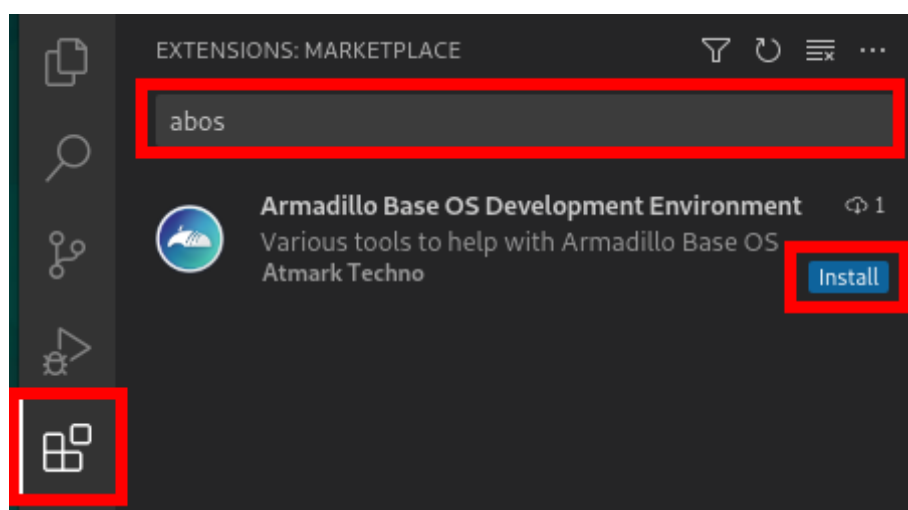 EXTENSIONS: MARKETPLACE
abos
Armadillo Base OS Development Environment 1
Various tools to help with Armadillo Base OS
Atmark Techno
Install